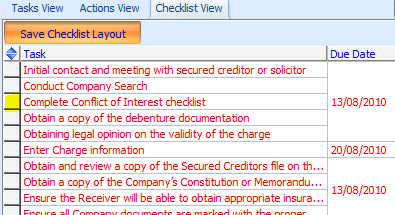 Tasks View Actions View Checklist View
Save Checklist Layout
Task Due Date
Initial contact and meeting with secured creditor or solicitor
Conduct Company Search
Complete Conflict of Interest checklist 13/08/2010
Obtain a copy of the debenture documentation
Obtaining legal opinion on the validity of the charge
Enter Charge information 20/08/2010
Obtain and review a copy of the Secured Creditors file on th...
Obtain a copy of the Company's Constitution or Memorandu...
13/08/2010
Ensure the Receiver will be able to obtain appropriate insura...
Ensure all Company documents are marked with the proper